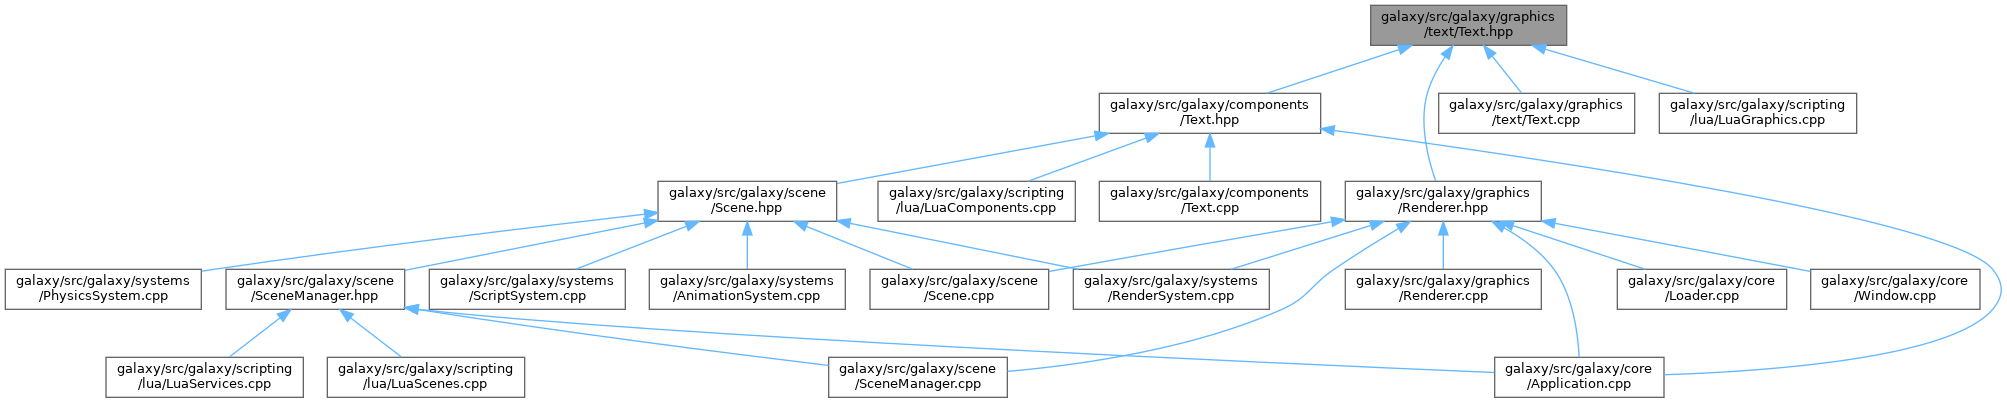 galaxy/src/galaxy/graphics
/text/Text.hpp
galaxy/src/galaxy/components
/Text.hpp
galaxy/src/galaxy/graphics
/text/Text.cpp
galaxy/src/galaxy/scripting
/lua/LuaGraphics.cpp
galaxy/src/galaxy/scene
/Scene.hpp
galaxy/src/galaxy/scripting
/lua/LuaComponents.cpp
galaxy/src/galaxy/components
/Text.cpp
galaxy/src/galaxy/graphics
/Renderer.hpp
galaxy/src/galaxy/systems
/PhysicsSystem.cpp
galaxy/src/galaxy/scene
/SceneManager.hpp
galaxy/src/galaxy/systems
/ScriptSystem.cpp
galaxy/src/galaxy/systems
/AnimationSystem.cpp
galaxy/src/galaxy/scene
/Scene.cpp
galaxy/src/galaxy/systems
/RenderSystem.cpp
galaxy/src/galaxy/graphics
/Renderer.cpp
galaxy/src/galaxy/core
/Loader.cpp
galaxy/src/galaxy/core
/Window.cpp
galaxy/src/galaxy/scripting
/lua/LuaServices.cpp
galaxy/src/galaxy/scripting
/lua/LuaScenes.cpp
galaxy/src/galaxy/scene
/SceneManager.cpp
galaxy/src/galaxy/core
/Application.cpp